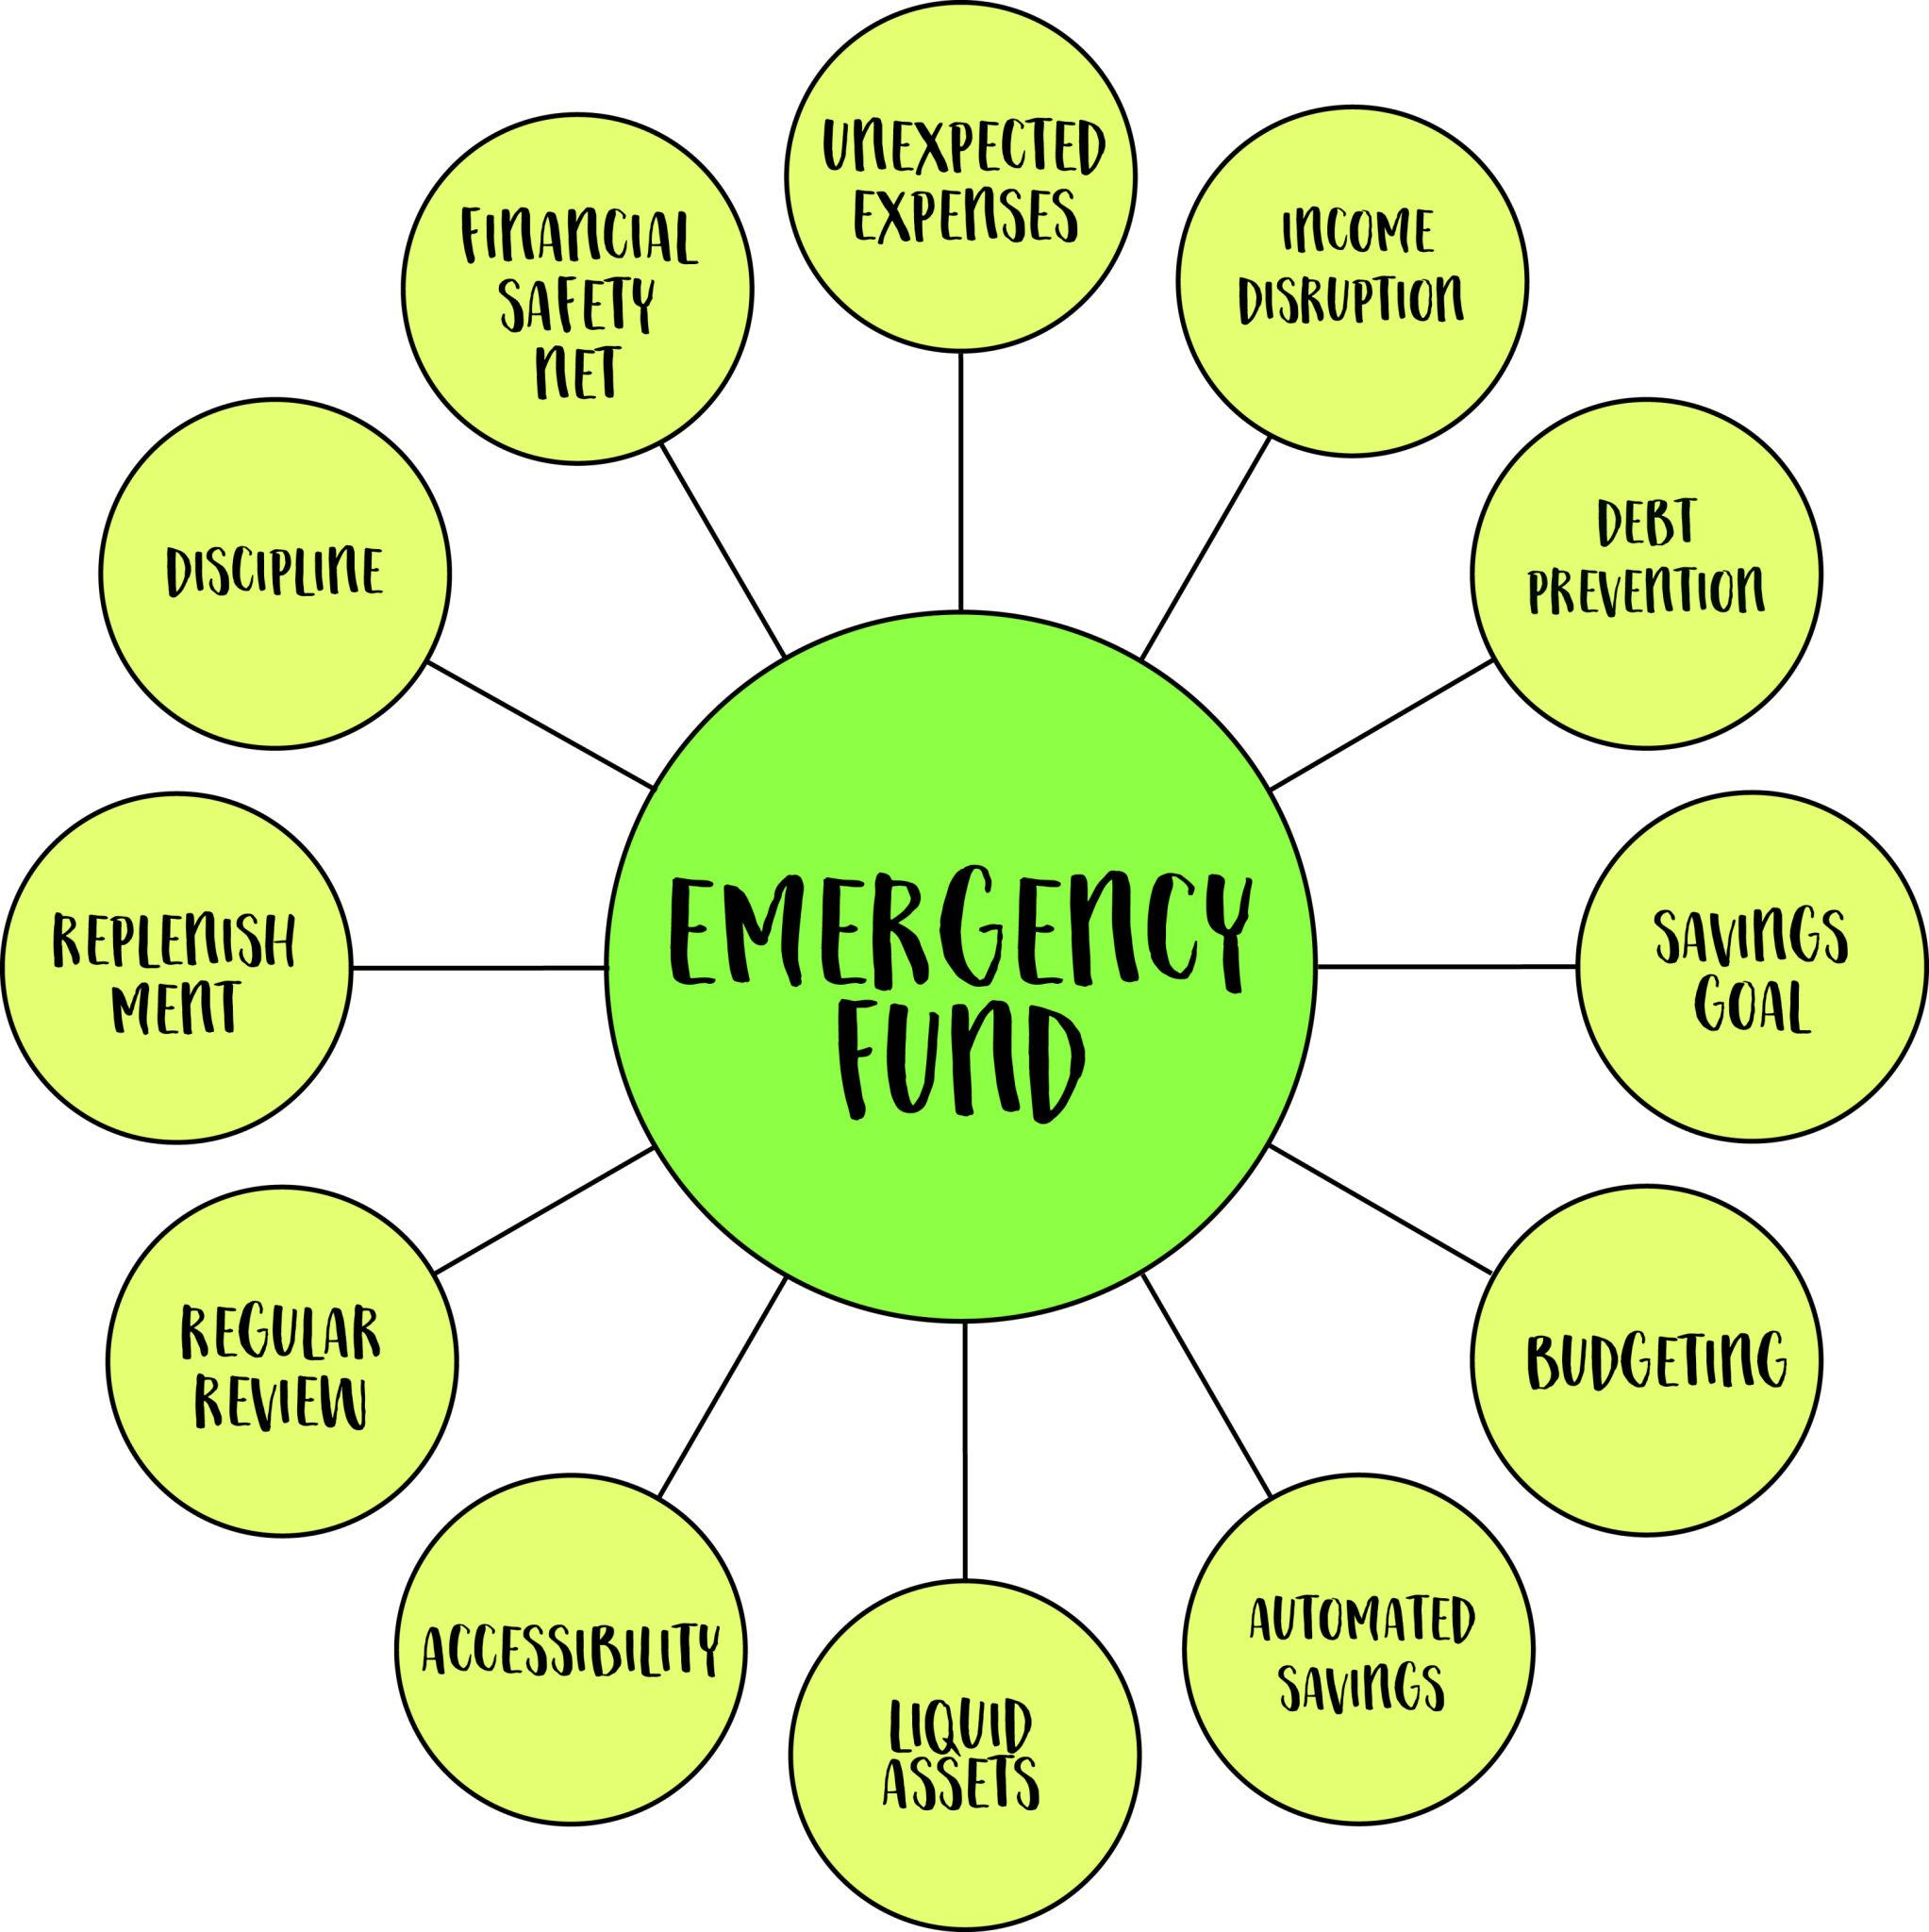 UNEXPECTED
EXPENSES
INCOME
DISRUPTION
DEBT
PREVENTION
SAVINGS
GOAL
BUDGETING
AUTOMATED
SAVINGS
LIQUID
ASSETS
ACCESSIBILITY
REGULAR
REVIEW
REPLENISH
MENT
DISCIPLINE
FINANCIAL
SAFETY
NET
EMERGENCY
FUND